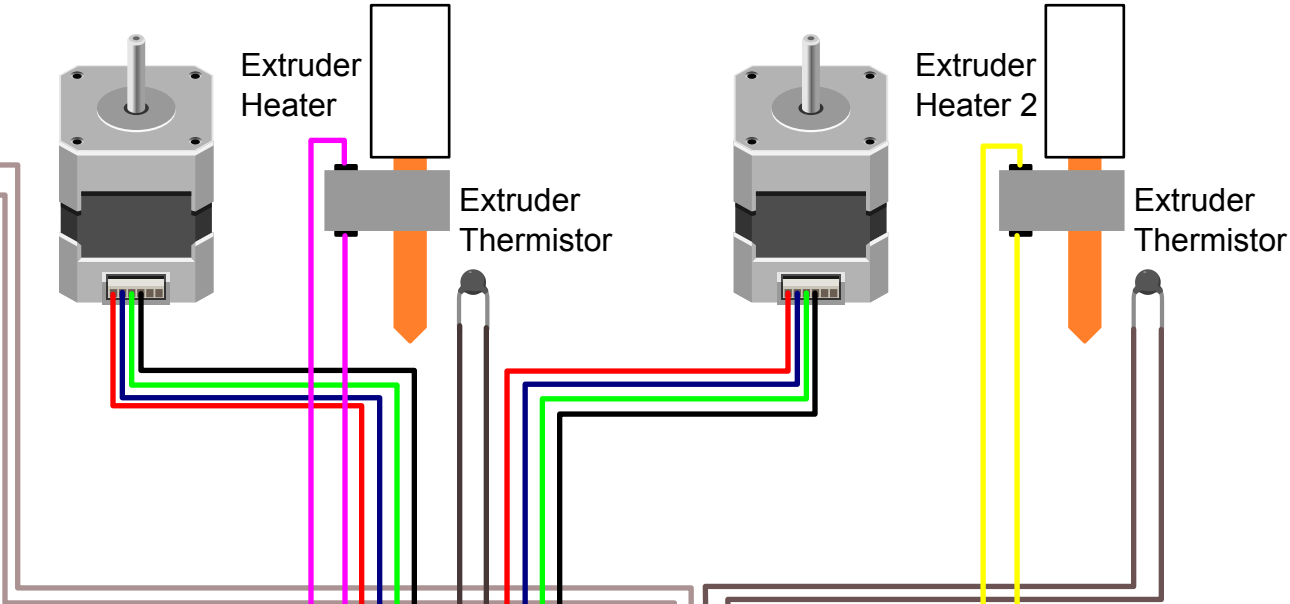 Extruder
Heater
Extruder
Thermistor
Extruder
Heater 2
Extruder
Thermistor